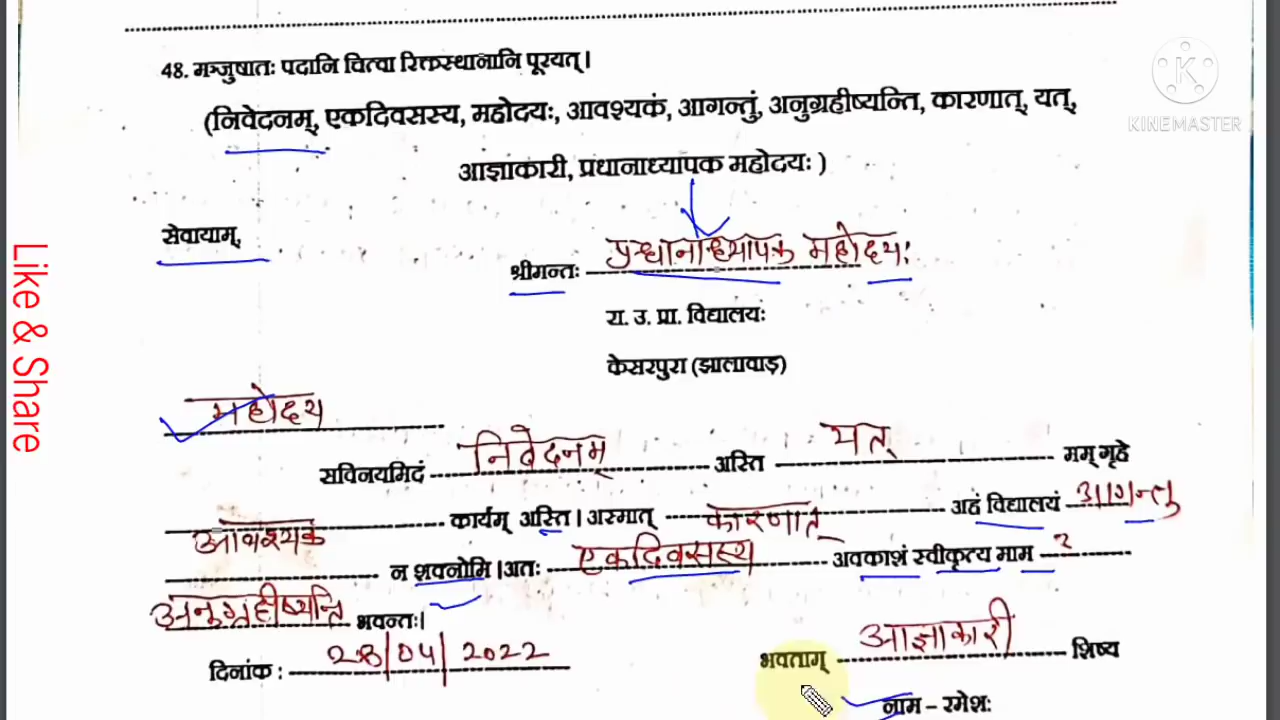 48. मञ्जुषातः पदानि चित्वा रिक्तस्थानानि पूरयत्।
KINEMASTER
(निवेदनम्, एकदिवसस्य, महोदयः, आवश्यकं, आगन्तुं, अनुग्रहीष्यन्ति, कारणात्, यत्,
आज्ञाकारी, प्रधानाध्यापक महोदयः )
सेवायाम्,
श्रीमन्तः प्रधानाध्यापक महोदयः
रा. उ. प्रा. विद्यालयः
केसरपुरा (झालावाड़)
महोदय
सविनयमिदं निवेदनम् अस्ति यत् मम् गृहे
आवश्यक कार्यम् अस्ति। अस्मात् कारणात् अहं विद्यालयं आगन्तु
न शक्नोमि। अतः एकदिवसस्य अवकाशं स्वीकृत्य माम
अनुग्रहीष्यन्ति भवन्तः।
दिनांक : 28/04/2022
भवताम् आज्ञाकारी शिष्य
नाम - रमेशः
Like & Share